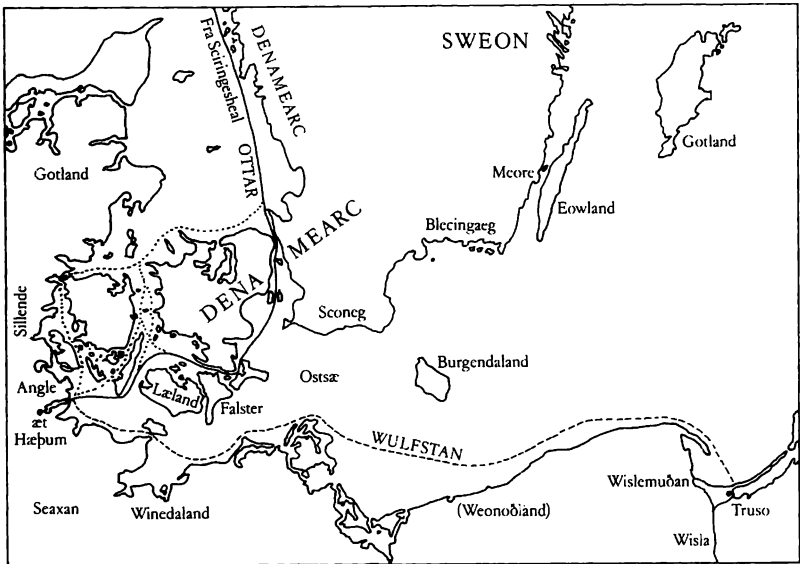 SWEON
Fra Sciringesheal
DENAMEARC
OTTAR
Gotland
Gotland
Meore
Eowland
Blecingaeg
DENA MEARC
Sillende
Sconeg
Angle
Læland
Falster
Ostsæ
Burgendaland
æt
Hæþum
WULFSTAN
Seaxan
Winedaland
(Weonoðland)
Wislemuðan
Truso
Wisla